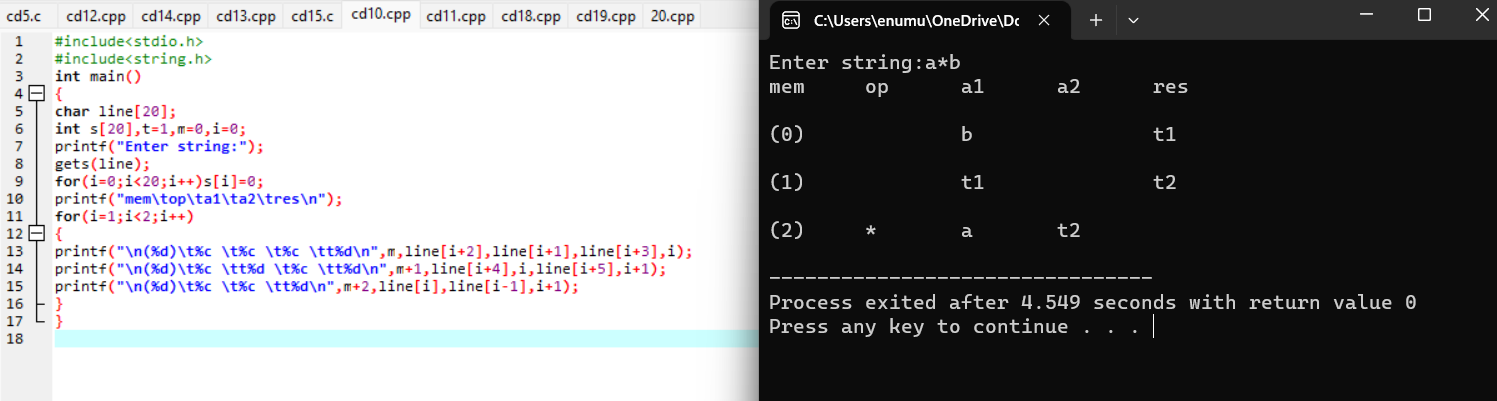 cd5.c cd12.cpp cd14.cpp cd13.cpp cd15.c cd10.cpp cd11.cpp cd18.cpp cd19.cpp 20.cpp
1 #include<stdio.h>
2 #include<string.h>
3 int main()
4 {
5 char line[20];
6 int s[20],t=1,m=0,i=0;
7 printf("Enter string:");
8 gets(line);
9 for(i=0;i<20;i++)s[i]=0;
10 printf("mem\top\ta1\ta2\tres\n");
11 for(i=1;i<2;i++)
12 {
13 printf("\n(%d)\t%c \t%c \t%c \tt%d\n",m,line[i+2],line[i+1],line[i+3],i);
14 printf("\n(%d)\t%c \tt%d \t%c \tt%d\n",m+1,line[i+4],i,line[i+5],i+1);
15 printf("\n(%d)\t%c \t%c \tt%d\n",m+2,line[i],line[i-1],i+1);
16 }
17 }
18
C:\Users\enumu\OneDrive\Dc
Enter string:a*b
mem op a1 a2 res
(0) b t1
(1) t1 t2
(2) * a t2
--------------------------------
Process exited after 4.549 seconds with return value 0
Press any key to continue . . .